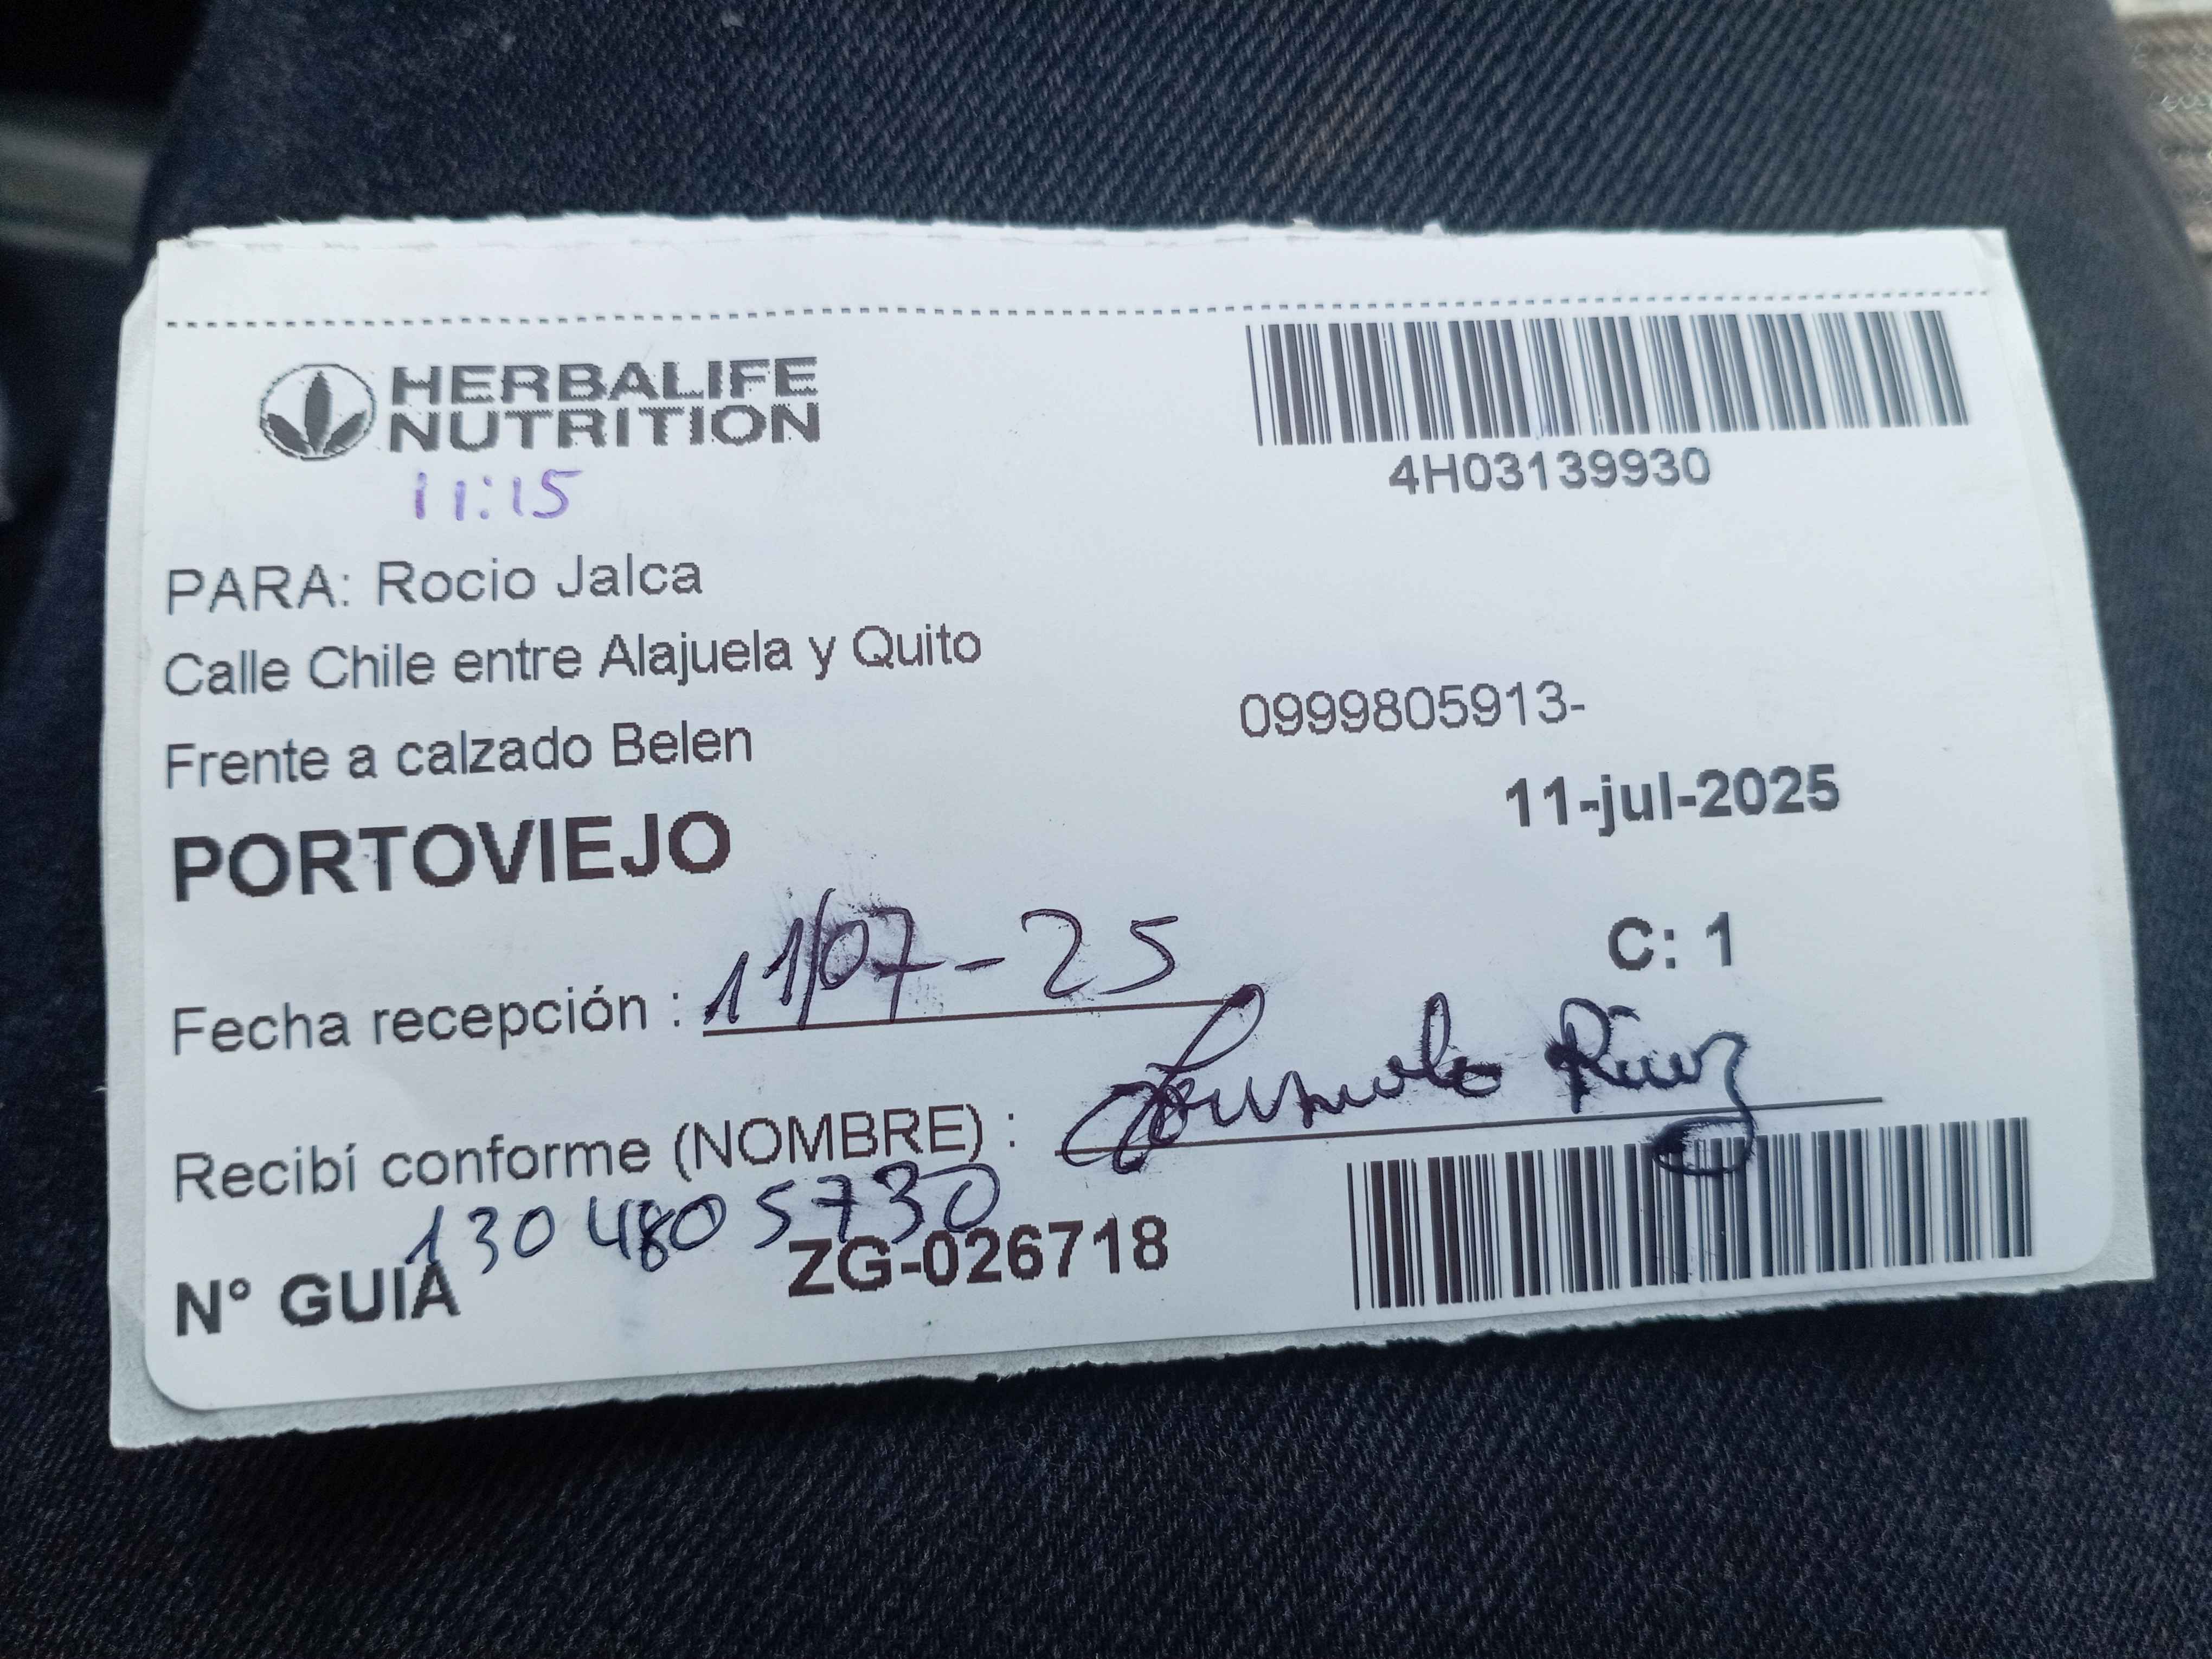 HERBALIFE
NUTRITION
4H03139930
11:15
PARA: Rocio Jalca
Calle Chile entre Alajuela y Quito
0999805913-
Frente a calzado Belen
11-jul-2025
PORTOVIEJO
C: 1
Fecha recepción : 11/07-25
Recibí conforme (NOMBRE) :
1304805730
N° GUIA ZG-026718